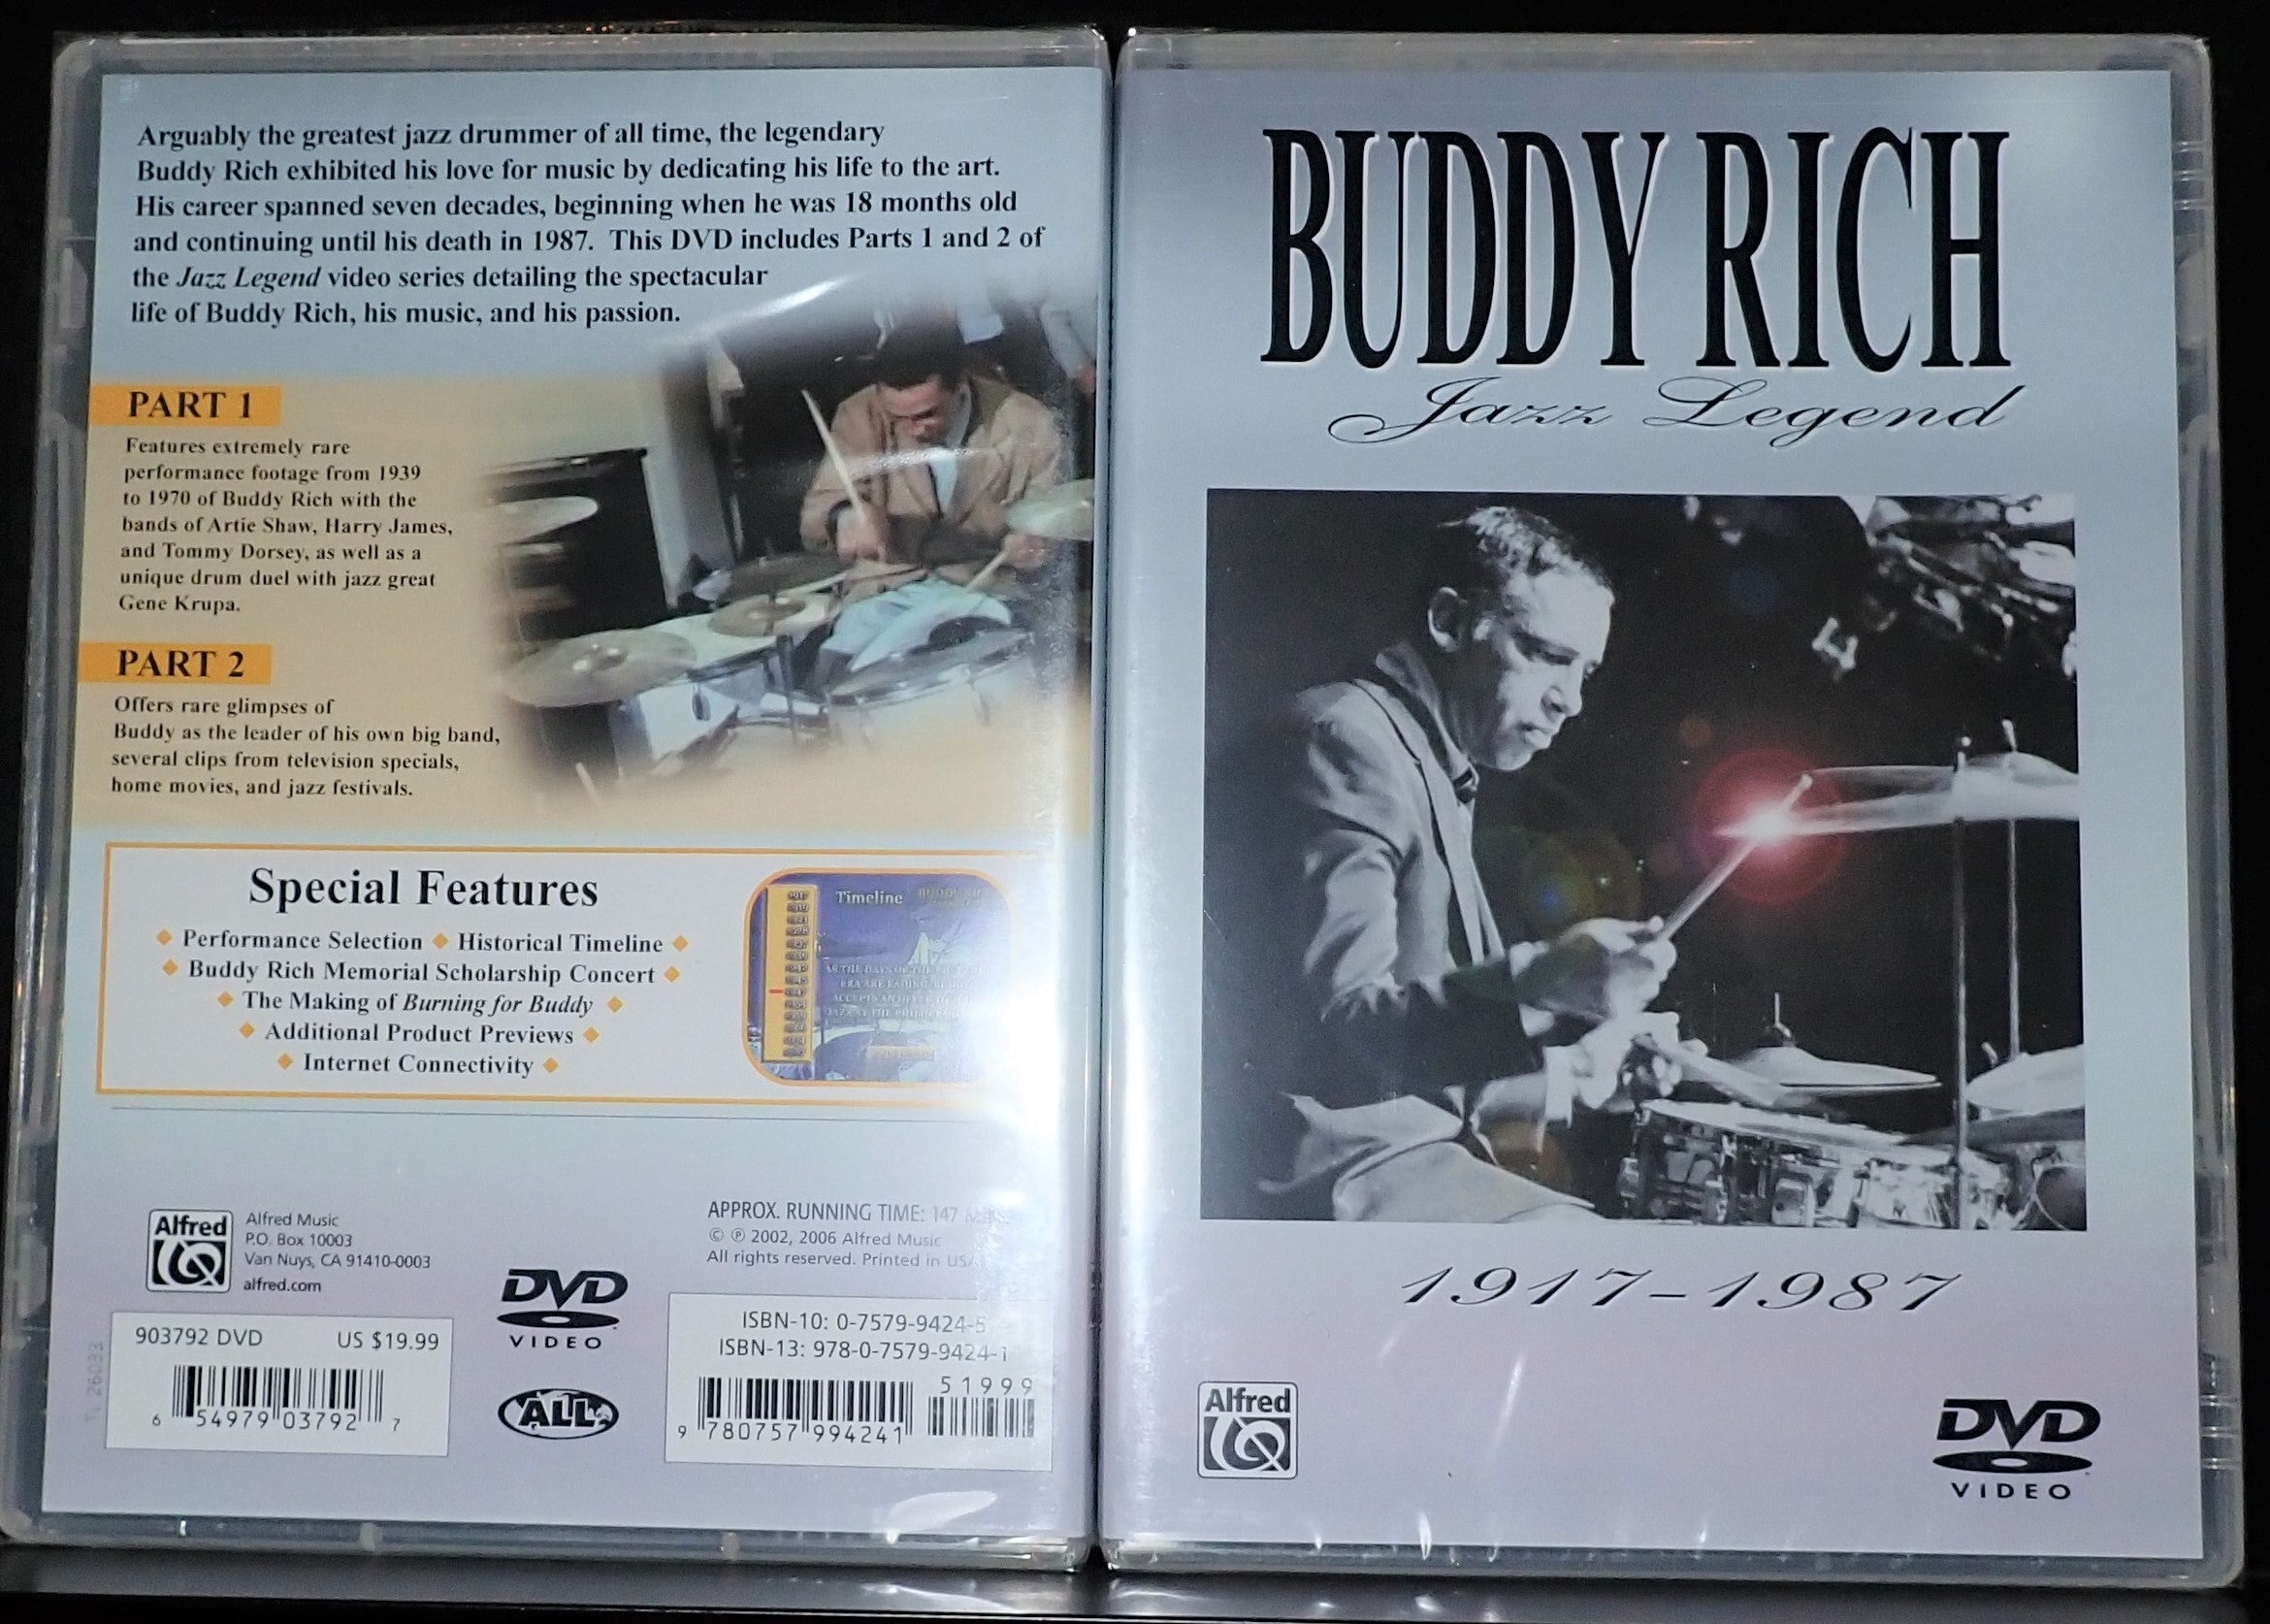 Arguably the greatest jazz drummer of all time, the legendary
Buddy Rich exhibited his love for music by dedicating his life to the art.
His career spanned seven decades, beginning when he was 18 months old
and continuing until his death in 1987. This DVD includes Parts 1 and 2 of
the Jazz Legend video series detailing the spectacular
life of Buddy Rich, his music, and his passion.
PART 1
Features extremely rare
performance footage from 1939
to 1970 of Buddy Rich with the
bands of Artie Shaw, Harry James,
and Tommy Dorsey, as well as a
unique drum duel with jazz great
Gene Krupa.
PART 2
Offers rare glimpses of
Buddy as the leader of his own big band,
several clips from television specials,
home movies, and jazz festivals.
Special Features
Performance Selection ◆ Historical Timeline
Buddy Rich Memorial Scholarship Concert
The Making of Burning for Buddy
Additional Product Previews
Internet Connectivity
Timeline
Alfred
Alfred Music
P.O. Box 10003
Van Nuys, CA 91410-0003
alfred.com
APPROX. RUNNING TIME: 147
© ℗ 2002, 2006 Alfred Music
All rights reserved. Printed in USA
DVD
VIDEO
ALL
903792 DVD US $19.99
6 54979 03792 7
ISBN-10: 0-7579-9424-5
ISBN-13: 978-0-7579-9424-1
51999
9 780757 994241
BUDDY RICH
Jazz Legend
1917-1987
Alfred
DVD
VIDEO